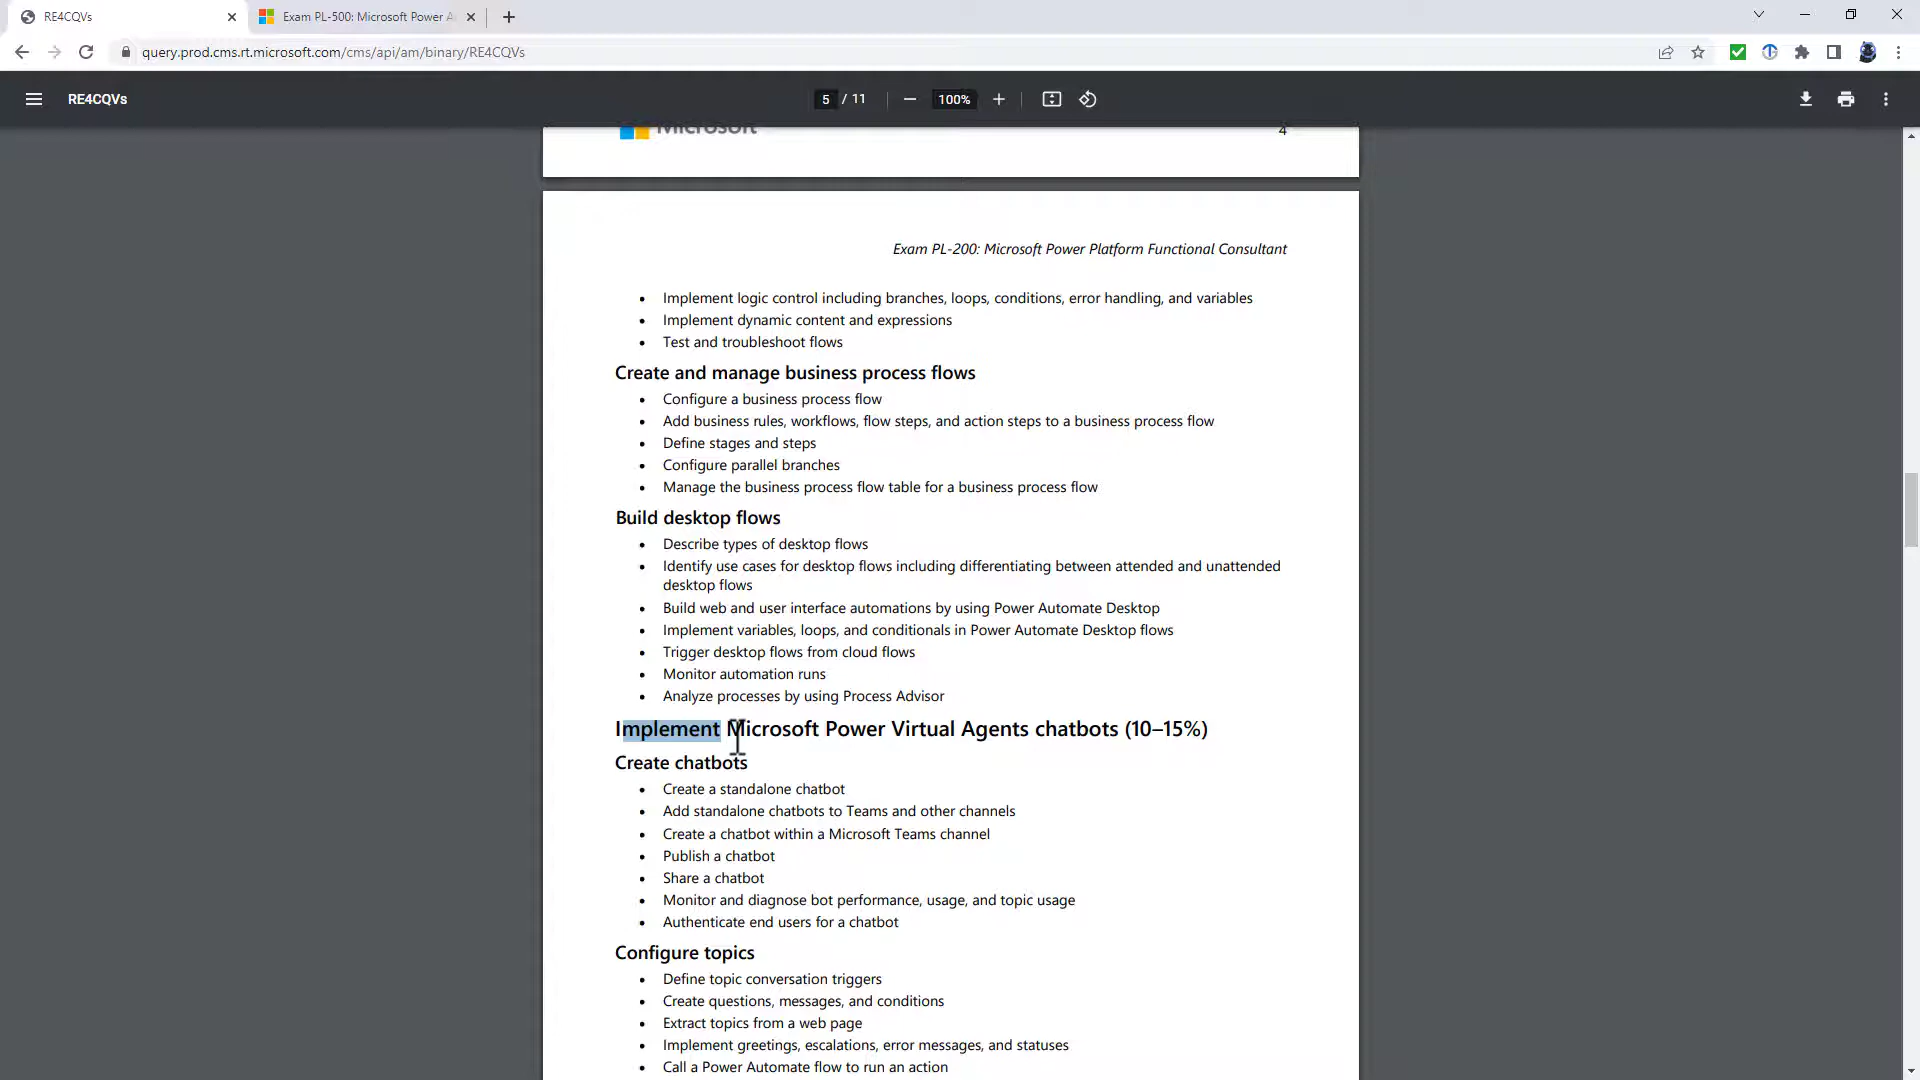 RE4CQVs
Exam PL-500: Microsoft Power A
query.prod.cms.rt.microsoft.com/cms/api/am/binary/RE4CQVs
RE4CQVs
5 / 11
100%
Microsoft
4
Exam PL-200: Microsoft Power Platform Functional Consultant
• Implement logic control including branches, loops, conditions, error handling, and variables
• Implement dynamic content and expressions
• Test and troubleshoot flows
Create and manage business process flows
• Configure a business process flow
• Add business rules, workflows, flow steps, and action steps to a business process flow
• Define stages and steps
• Configure parallel branches
• Manage the business process flow table for a business process flow
Build desktop flows
• Describe types of desktop flows
• Identify use cases for desktop flows including differentiating between attended and unattended
desktop flows
• Build web and user interface automations by using Power Automate Desktop
• Implement variables, loops, and conditionals in Power Automate Desktop flows
• Trigger desktop flows from cloud flows
• Monitor automation runs
• Analyze processes by using Process Advisor
Implement Microsoft Power Virtual Agents chatbots (10–15%)
Create chatbots
• Create a standalone chatbot
• Add standalone chatbots to Teams and other channels
• Create a chatbot within a Microsoft Teams channel
• Publish a chatbot
• Share a chatbot
• Monitor and diagnose bot performance, usage, and topic usage
• Authenticate end users for a chatbot
Configure topics
• Define topic conversation triggers
• Create questions, messages, and conditions
• Extract topics from a web page
• Implement greetings, escalations, error messages, and statuses
• Call a Power Automate flow to run an action